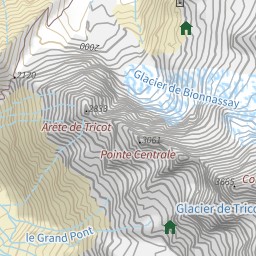 2000
2120
Glacier de Bionnassay
2839
Arête de Tricot
3061
Pointe Centrale
3665
Co
Glacier de Trico
le Grand Pont